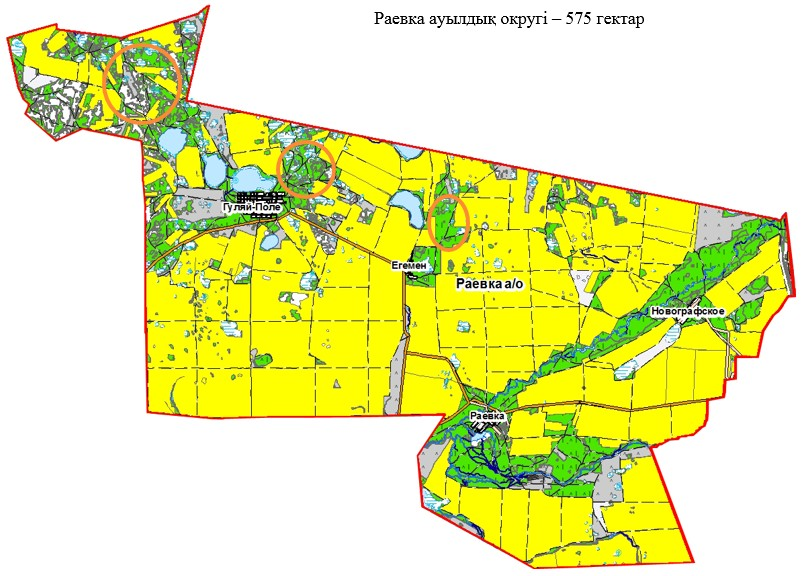 Раевка ауылдық округі – 575 гектар
Гуляй-Поле
Егемен
Раевка а/о
Новографское
Раевка